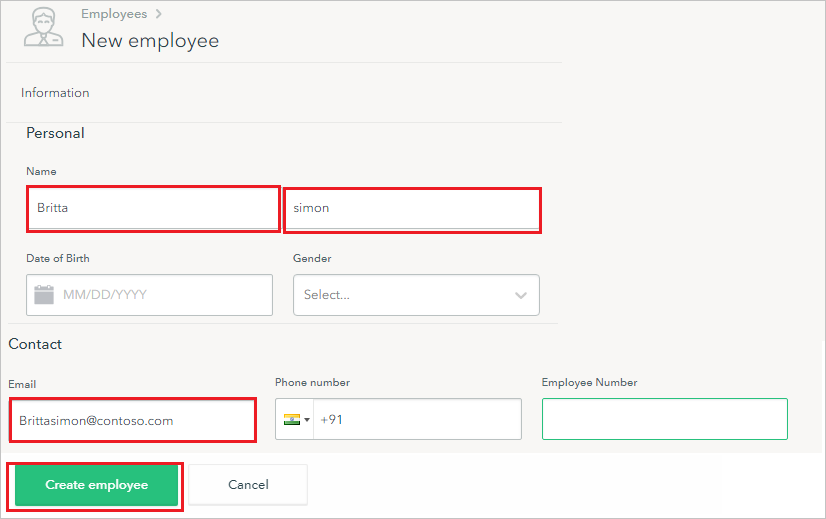 Employees >
New employee
Information
Personal
Name
Britta simon
Date of Birth Gender
MM/DD/YYYY Select...
Contact
Email Phone number Employee Number
Brittasimon@contoso.com +91
Create employee Cancel